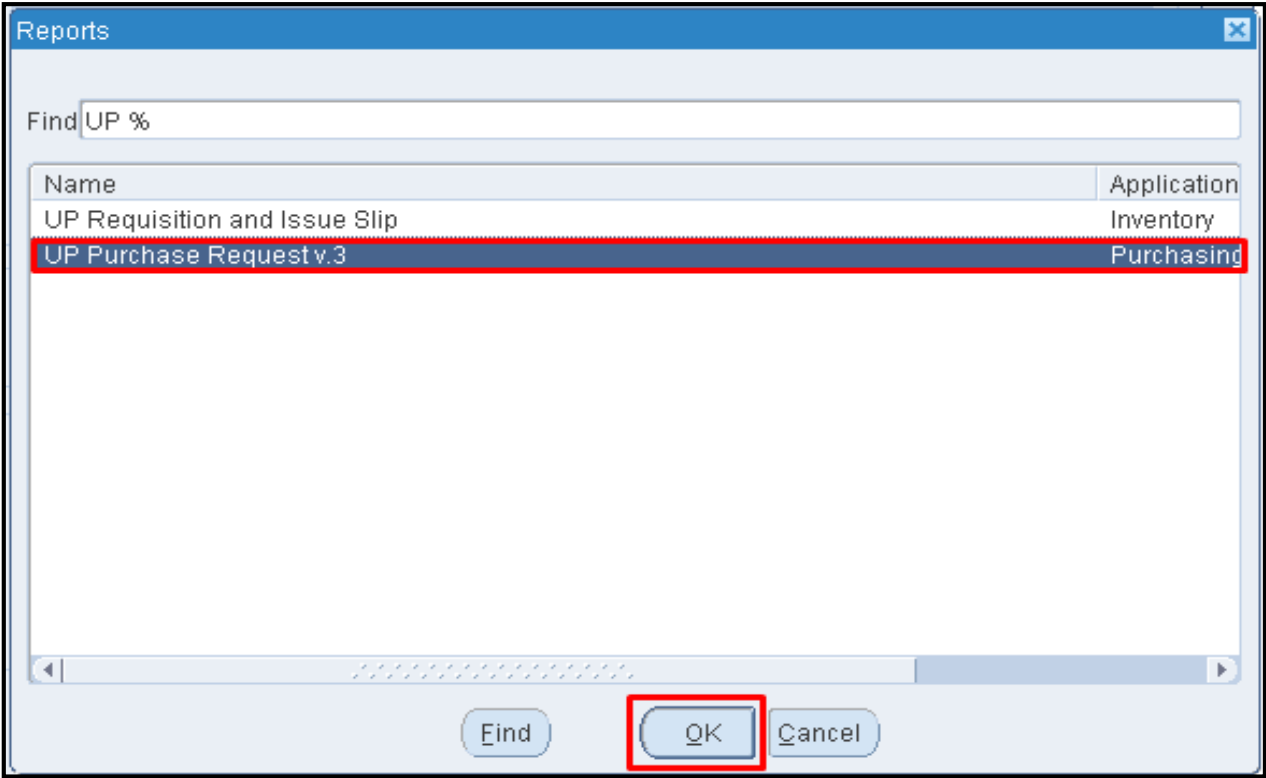 Reports
Find UP %
Name Application
UP Requisition and Issue Slip Inventory
UP Purchase Request v.3 Purchasing
Find OK Cancel